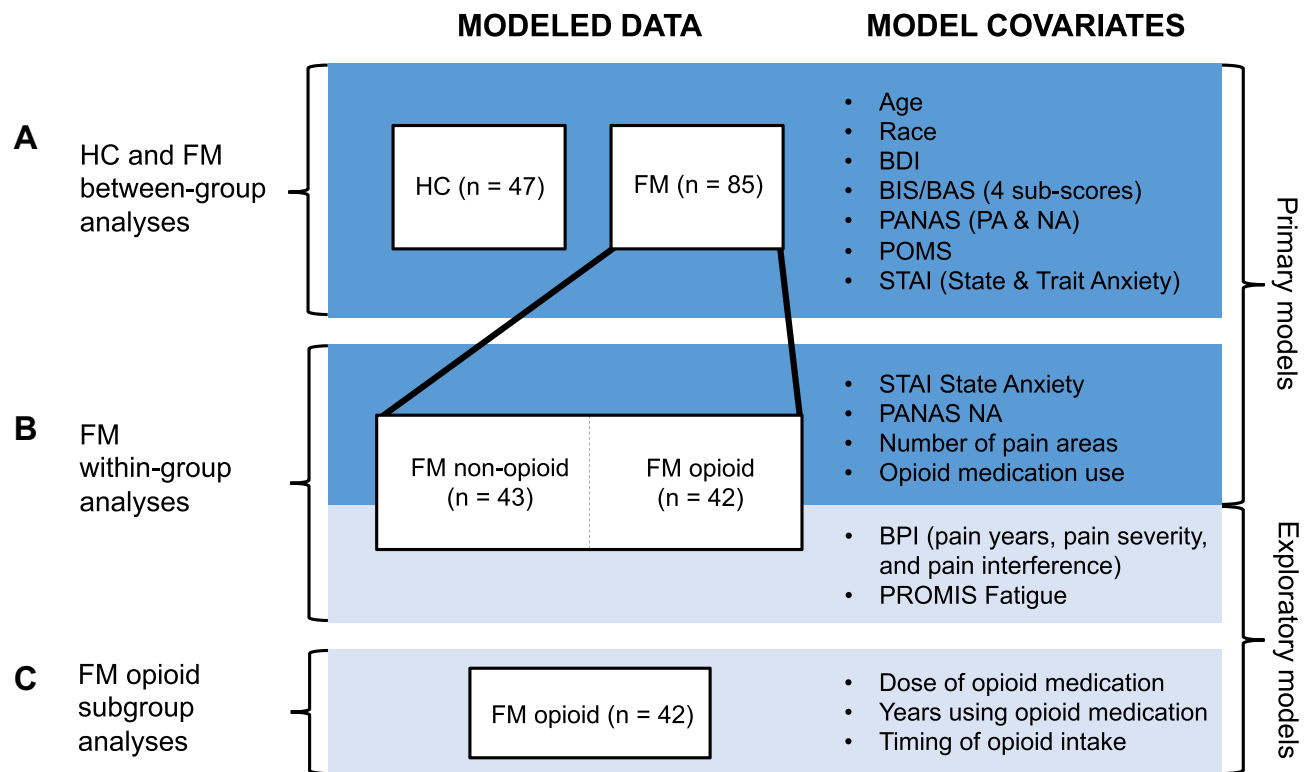 MODELED DATA
MODEL COVARIATES
A
HC and FM
between-group
analyses
HC (n = 47)
FM (n = 85)
• Age
• Race
• BDI
• BIS/BAS (4 sub-scores)
• PANAS (PA & NA)
• POMS
• STAI (State & Trait Anxiety)
Primary models
B
FM
within-group
analyses
FM non-opioid
(n = 43)
FM opioid
(n = 42)
• STAI State Anxiety
• PANAS NA
• Number of pain areas
• Opioid medication use
• BPI (pain years, pain severity,
and pain interference)
• PROMIS Fatigue
Exploratory models
C
FM opioid
subgroup
analyses
FM opioid (n = 42)
• Dose of opioid medication
• Years using opioid medication
• Timing of opioid intake